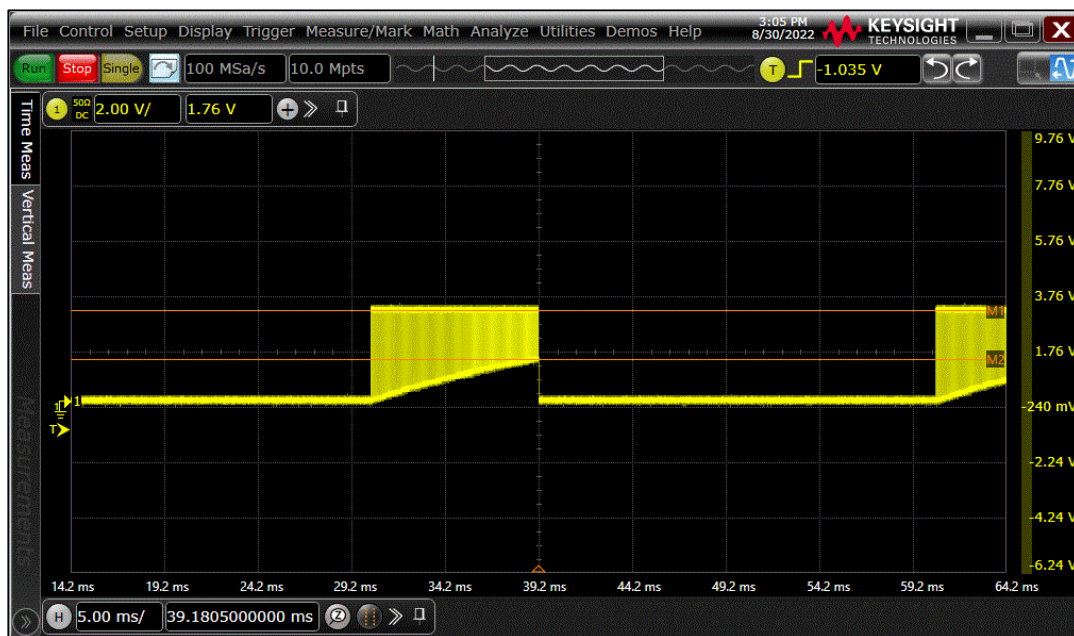 File Control Setup Display Trigger Measure/Mark Math Analyze Utilities Demos Help
3:05 PM
8/30/2022
KEYSIGHT
TECHNOLOGIES
X
Run Stop Single 100 MSa/s 10.0 Mpts T -1.035 V
1 50Ω DC 2.00 V/ 1.76 V
Time Meas
Vertical Meas
Measurements
9.76 V
7.76 V
5.76 V
3.76 V
M1
1.76 V
M2
1
1
-240 mV
T
-2.24 V
-4.24 V
-6.24 V
14.2 ms 19.2 ms 24.2 ms 29.2 ms 34.2 ms 39.2 ms 44.2 ms 49.2 ms 54.2 ms 59.2 ms 64.2 ms
H 5.00 ms/ 39.1805000000 ms Z